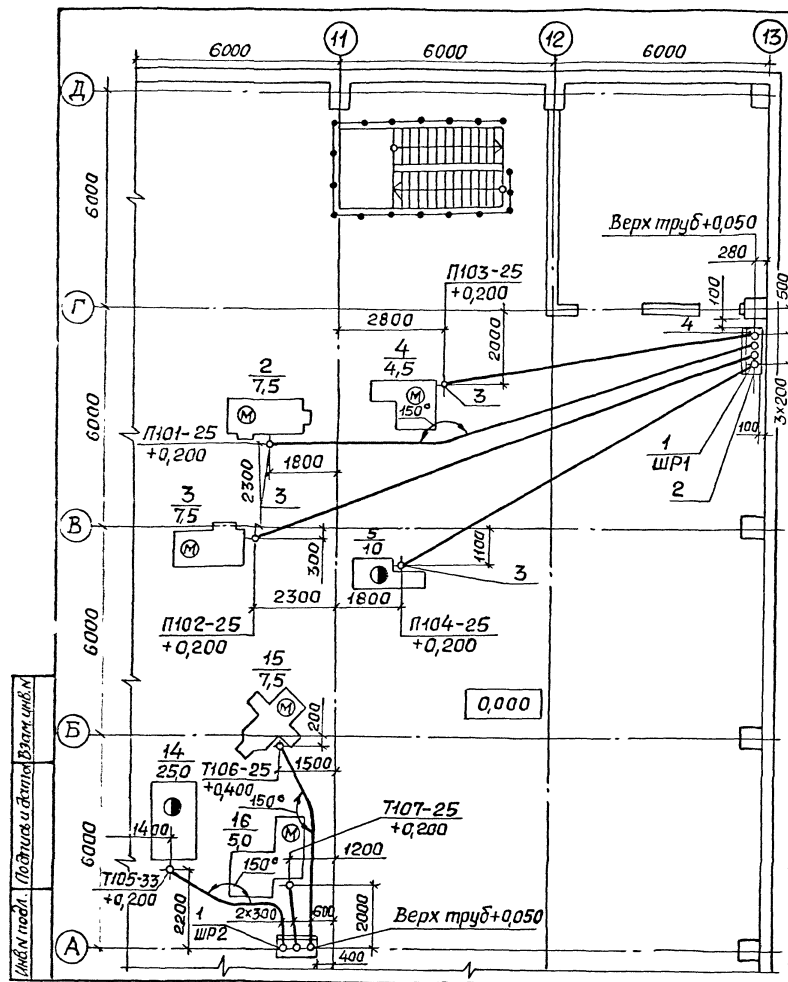 6000
11
6000
12
6000
13
Д
6000
Верх труб+0,050
280
П103-25
+0,200
100
500
Г
2800
2000
4
2
7,5
4
4,5
М
М
150°
3
3×200
6000
П101-25
+0,200
1800
100
1
ШР1
2300
3
2
3
7,5
В
М
300
5
10
1100
3
2300
1800
П102-25
+0,200
П104-25
+0,200
6000
15
7,5
М
0,000
200
Б
14
25,0
Т106-25
+0,400
1500
150°
Т107-25
+0,200
16
5,0
М
1400
1200
6000
150°
Т105-33
+0,200
2200
2×300
600
2000
1
ШР2
Верх труб+0,050
А
400
Взам. инв.N
Подпись и дата
Инв.N подл.